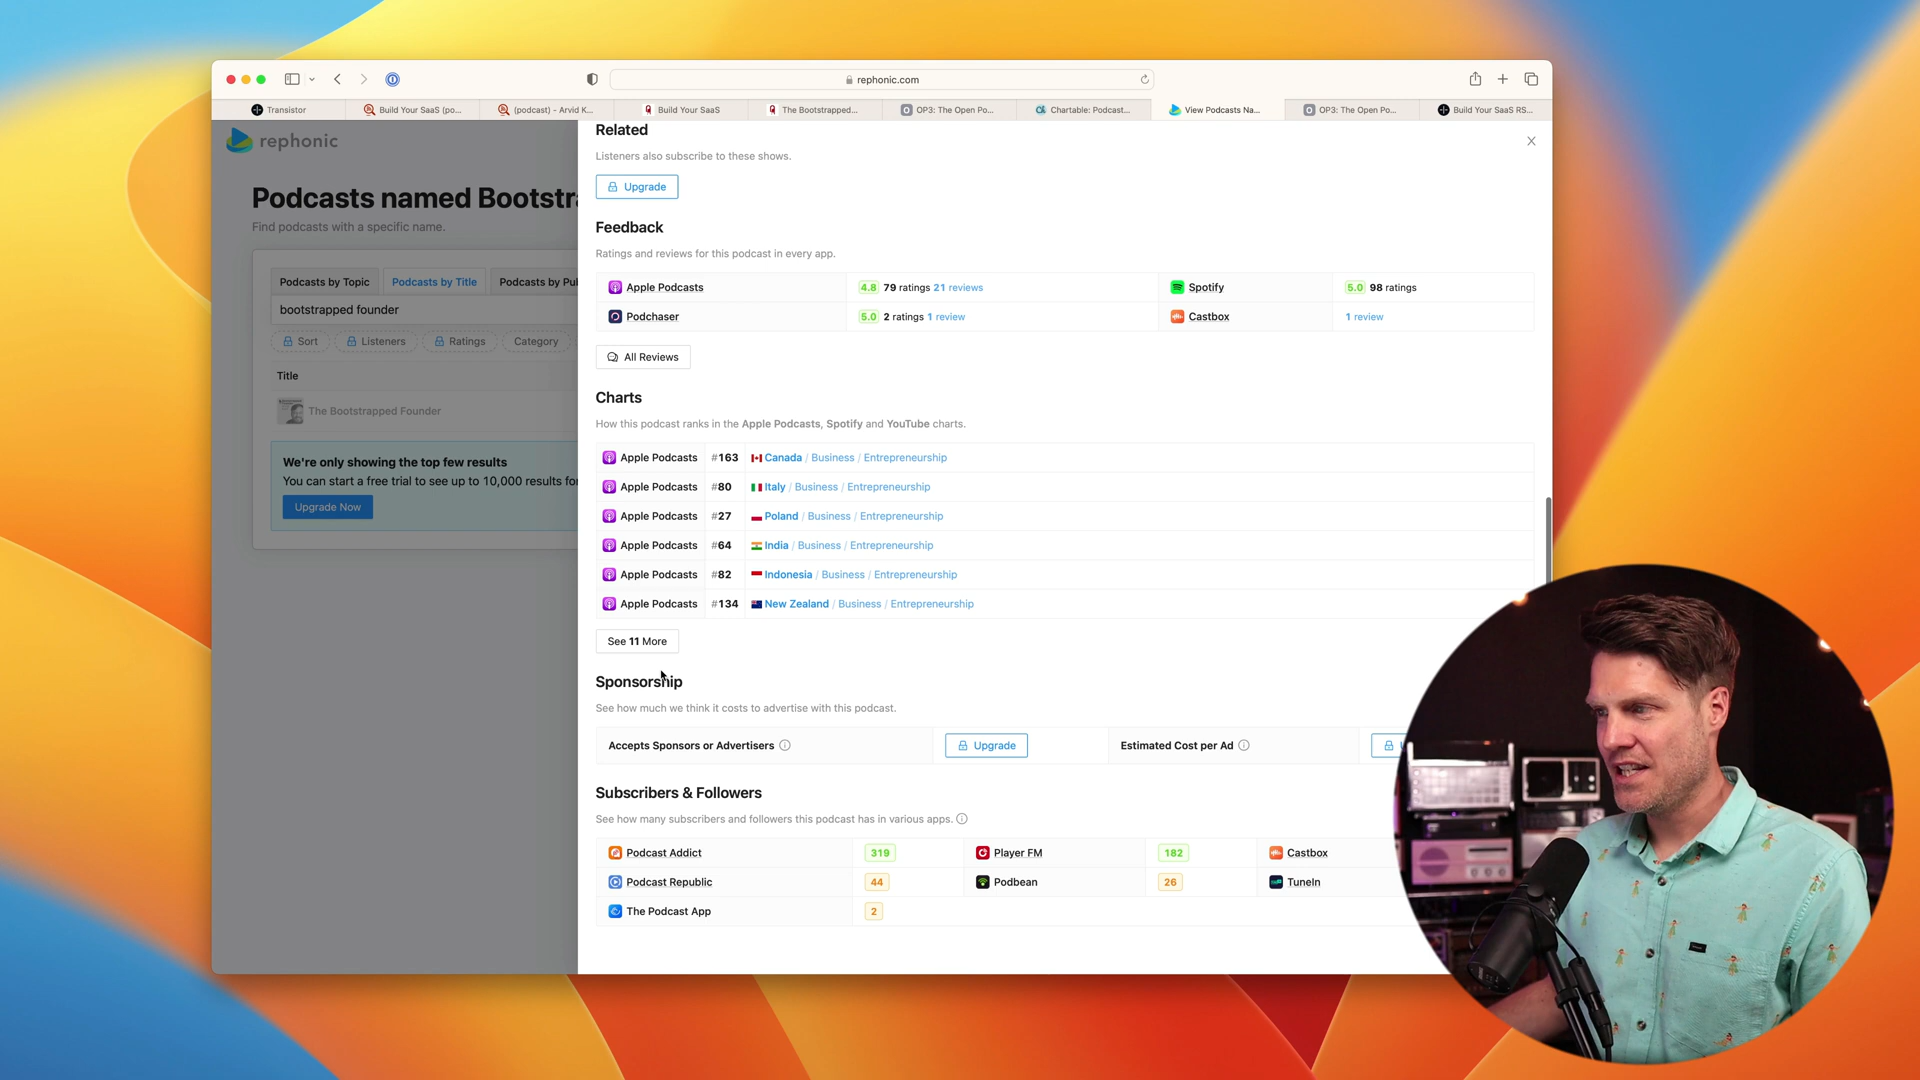 rephonic.com
Transistor
Build Your SaaS (po...
(podcast) - Arvid K...
Build Your SaaS
The Bootstrapped...
OP3: The Open Po...
Chartable: Podcast...
View Podcasts Na...
OP3: The Open Po...
Build Your SaaS RS...
rephonic
Podcasts named Bootstr
Find podcasts with a specific name.
Podcasts by Topic
Podcasts by Title
Podcasts by Pu
bootstrapped founder
Sort
Listeners
Ratings
Category
Title
The Bootstrapped Founder
We're only showing the top few results
You can start a free trial to see up to 10,000 results fo
Upgrade Now
Related
Listeners also subscribe to these shows.
Upgrade
Feedback
Ratings and reviews for this podcast in every app.
Apple Podcasts 4.8 79 ratings 21 reviews Spotify 5.0 98 ratings
Podchaser 5.0 2 ratings 1 review Castbox 1 review
All Reviews
Charts
How this podcast ranks in the Apple Podcasts, Spotify and YouTube charts.
Apple Podcasts #163 Canada / Business / Entrepreneurship
Apple Podcasts #80 Italy / Business / Entrepreneurship
Apple Podcasts #27 Poland / Business / Entrepreneurship
Apple Podcasts #64 India / Business / Entrepreneurship
Apple Podcasts #82 Indonesia / Business / Entrepreneurship
Apple Podcasts #134 New Zealand / Business / Entrepreneurship
See 11 More
Sponsorship
See how much we think it costs to advertise with this podcast.
Accepts Sponsors or Advertisers Upgrade Estimated Cost per Ad
Subscribers & Followers
See how many subscribers and followers this podcast has in various apps.
Podcast Addict 319 Player FM 182 Castbox
Podcast Republic 44 Podbean 26 TuneIn
The Podcast App 2